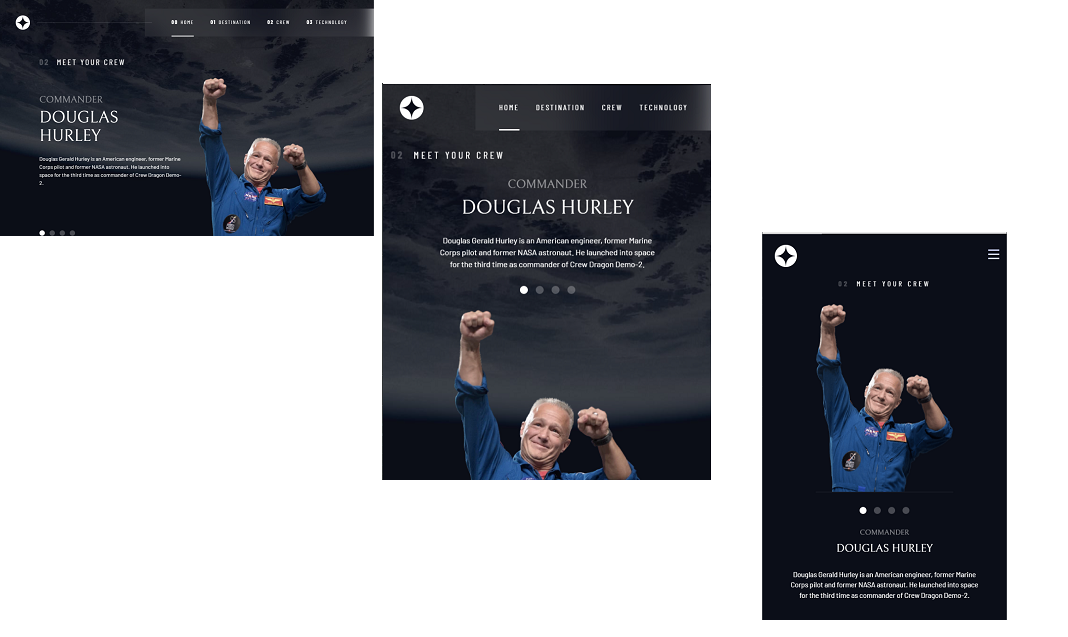 00 HOME 01 DESTINATION 02 CREW 03 TECHNOLOGY
02 MEET YOUR CREW
COMMANDER
DOUGLAS
HURLEY
Douglas Gerald Hurley is an American engineer, former Marine
Corps pilot and former NASA astronaut. He launched into
space for the third time as commander of Crew Dragon Demo-
2.
HOME DESTINATION CREW TECHNOLOGY
02 MEET YOUR CREW
COMMANDER
DOUGLAS HURLEY
Douglas Gerald Hurley is an American engineer, former Marine
Corps pilot and former NASA astronaut. He launched into space
for the third time as commander of Crew Dragon Demo-2.
02 MEET YOUR CREW
COMMANDER
DOUGLAS HURLEY
Douglas Gerald Hurley is an American engineer, former Marine
Corps pilot and former NASA astronaut. He launched into space
for the third time as commander of Crew Dragon Demo-2.